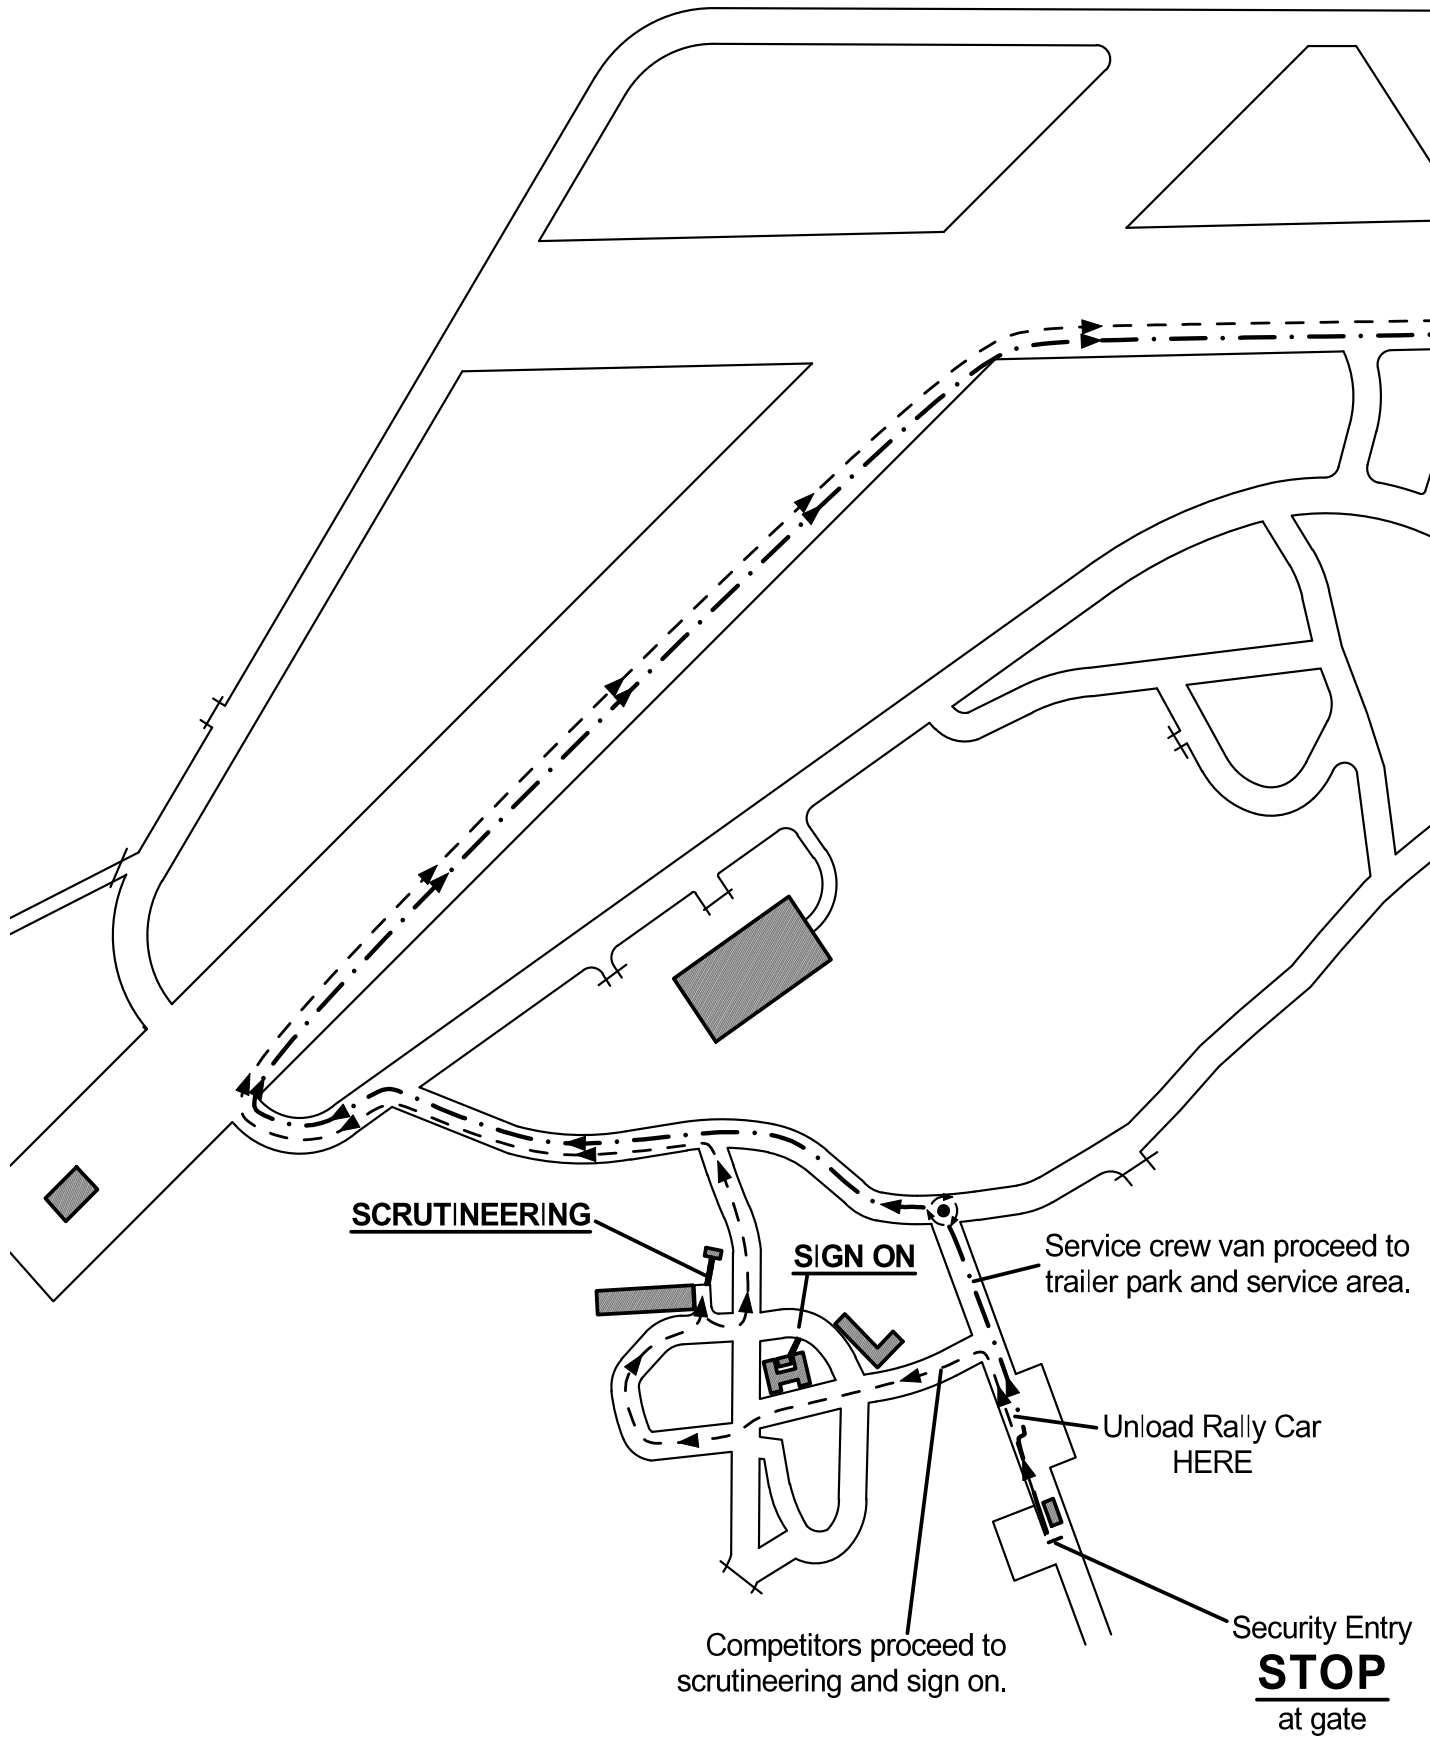 SCRUTINEERING
SIGN ON
Service crew van proceed to
trailer park and service area.
Unload Rally Car
HERE
Competitors proceed to
scrutineering and sign on.
Security Entry
STOP
at gate